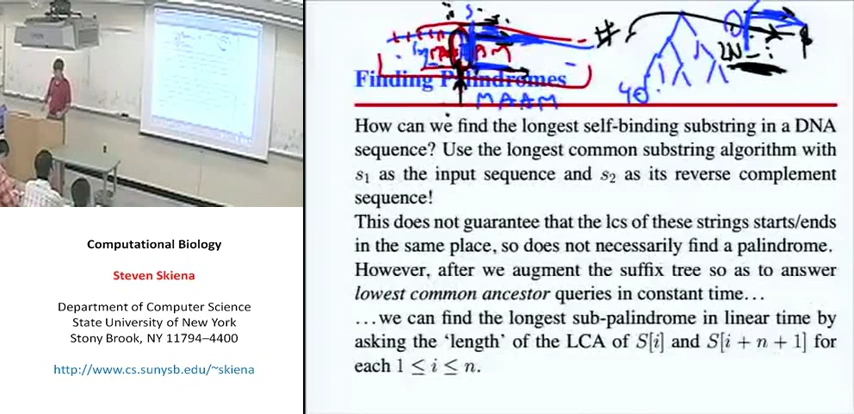 Finding Palindromes
MAAM
How can we find the longest self-binding substring in a DNA
sequence? Use the longest common substring algorithm with
s₁ as the input sequence and s₂ as its reverse complement
sequence!
This does not guarantee that the lcs of these strings starts/ends
in the same place, so does not necessarily find a palindrome.
However, after we augment the suffix tree so as to answer
lowest common ancestor queries in constant time...
...we can find the longest sub-palindrome in linear time by
asking the ‘length’ of the LCA of S[i] and S[i + n + 1] for
each 1 ≤ i ≤ n.
Computational Biology
Steven Skiena
Department of Computer Science
State University of New York
Stony Brook, NY 11794–4400
http://www.cs.sunysb.edu/~skiena